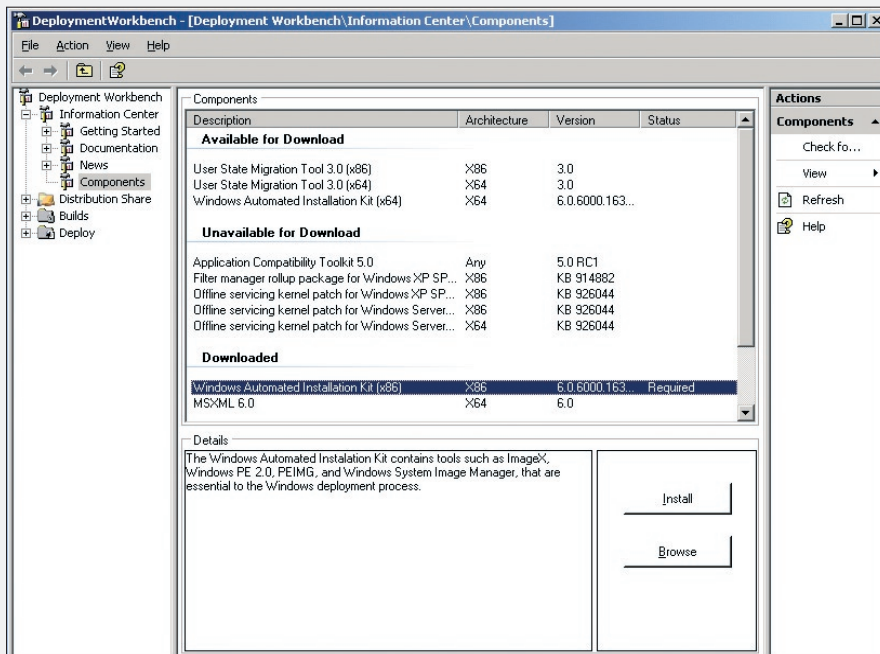 DeploymentWorkbench - [Deployment Workbench\Information Center\Components]
File Action View Help
Deployment Workbench
Information Center
Getting Started
Documentation
News
Components
Distribution Share
Builds
Deploy
Components
Description Architecture Version Status
Available for Download
User State Migration Tool 3.0 (x86) X86 3.0
User State Migration Tool 3.0 (x64) X64 3.0
Windows Automated Installation Kit (x64) X64 6.0.6000.163...
Unavailable for Download
Application Compatibility Toolkit 5.0 Any 5.0 RC1
Filter manager rollup package for Windows XP SP... X86 KB 914882
Offline servicing kernel patch for Windows XP SP... X86 KB 926044
Offline servicing kernel patch for Windows Server... X86 KB 926044
Offline servicing kernel patch for Windows Server... X64 KB 926044
Downloaded
Windows Automated Installation Kit (x86) X86 6.0.6000.163... Required
MSXML 6.0 X64 6.0
Details
The Windows Automated Instalation Kit contains tools such as ImageX,
Windows PE 2.0, PEIMG, and Windows System Image Manager, that are
essential to the Windows deployment process.
Install
Browse
Actions
Components
Check fo...
View
Refresh
Help